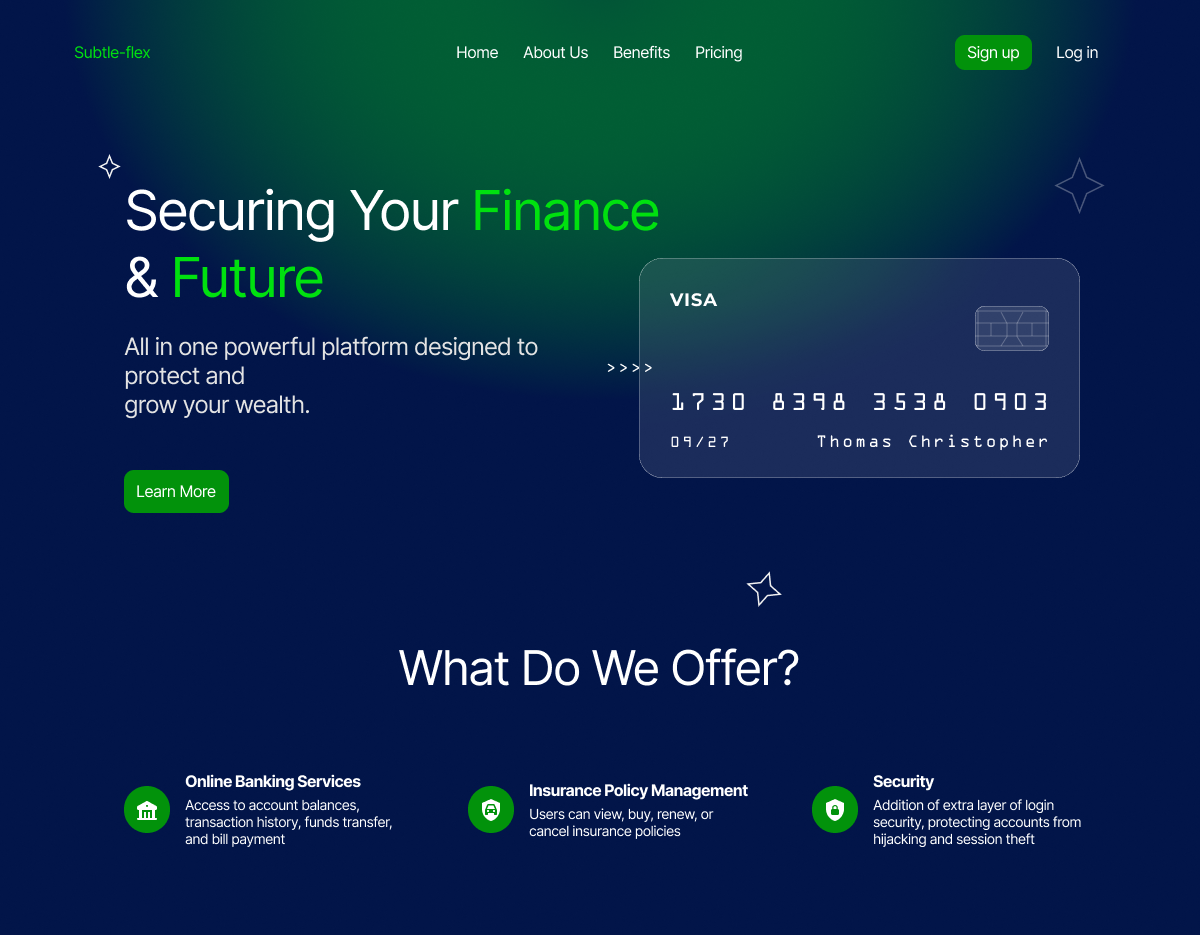 Subtle-flex
Home About Us Benefits Pricing
Sign up Log in
Securing Your Finance
& Future
All in one powerful platform designed to
protect and
grow your wealth.
Learn More
>>>>
VISA
1730 8398 3538 0903
09/27 Thomas Christopher
What Do We Offer?
Online Banking Services
Access to account balances,
transaction history, funds transfer,
and bill payment
Insurance Policy Management
Users can view, buy, renew, or
cancel insurance policies
Security
Addition of extra layer of login
security, protecting accounts from
hijacking and session theft